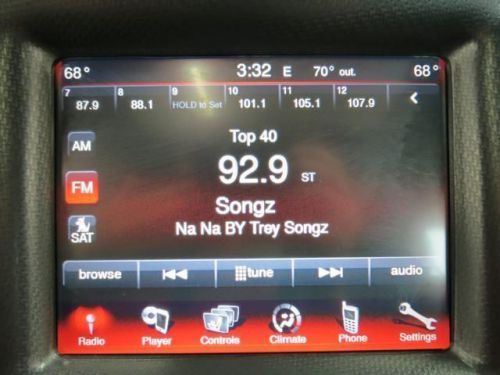 68° 3:32 E 70° out. 68°
7 8 9 10 11 12
87.9 88.1 HOLD to Set 101.1 105.1 107.9
AM
Top 40
92.9 ST
FM
Songz
SAT
Na Na BY Trey Songz
browse tune audio
Radio Player Controls Climate Phone Settings